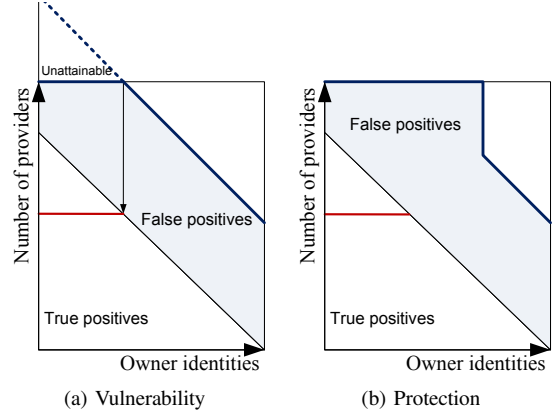 Unattainable
Number of providers
False positives
True positives
Owner identities
(a) Vulnerability
Number of providers
False positives
True positives
Owner identities
(b) Protection